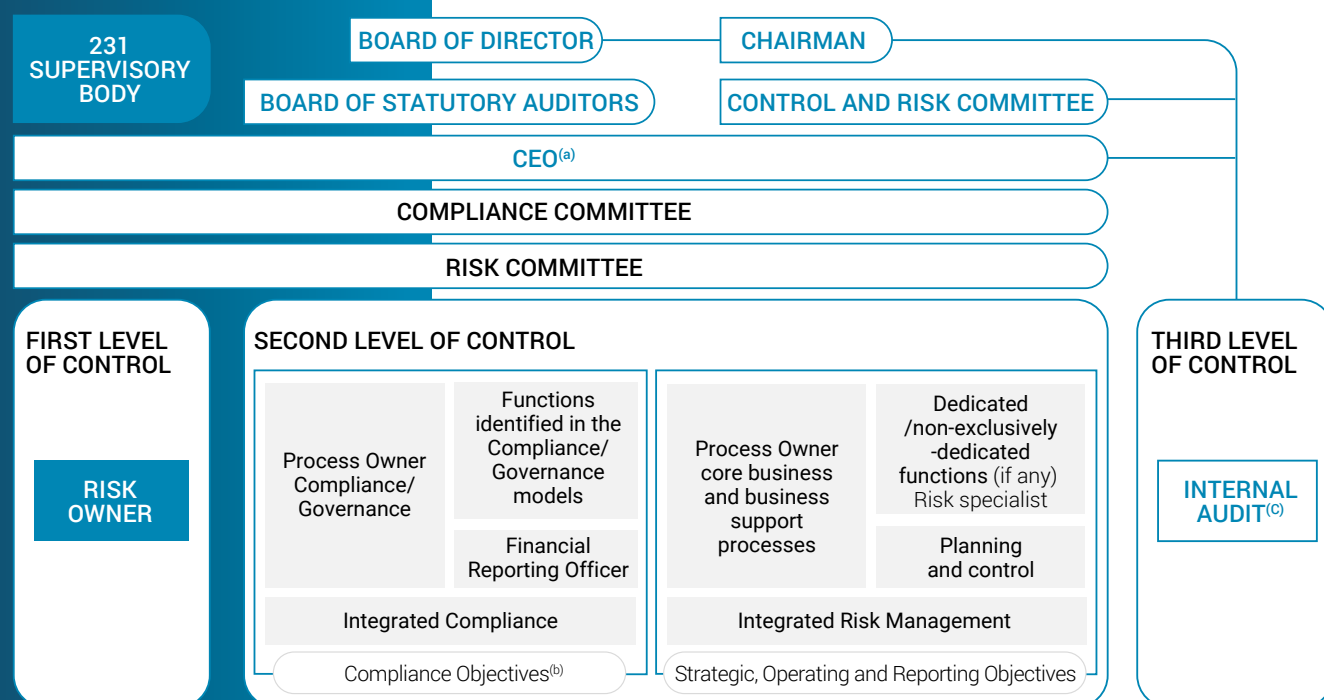 231
SUPERVISORY
BODY
BOARD OF DIRECTOR
CHAIRMAN
BOARD OF STATUTORY AUDITORS
CONTROL AND RISK COMMITTEE
CEO(a)
COMPLIANCE COMMITTEE
RISK COMMITTEE
FIRST LEVEL
OF CONTROL
RISK
OWNER
SECOND LEVEL OF CONTROL
Process Owner
Compliance/
Governance
Functions
identified in the
Compliance/
Governance
models
Financial
Reporting Officer
Integrated Compliance
Compliance Objectives(b)
Process Owner
core business
and business
support
processes
Dedicated
/non-exclusively
-dedicated
functions (if any)
Risk specialist
Planning
and control
Integrated Risk Management
Strategic, Operating and Reporting Objectives
THIRD LEVEL
OF CONTROL
INTERNAL
AUDIT(C)